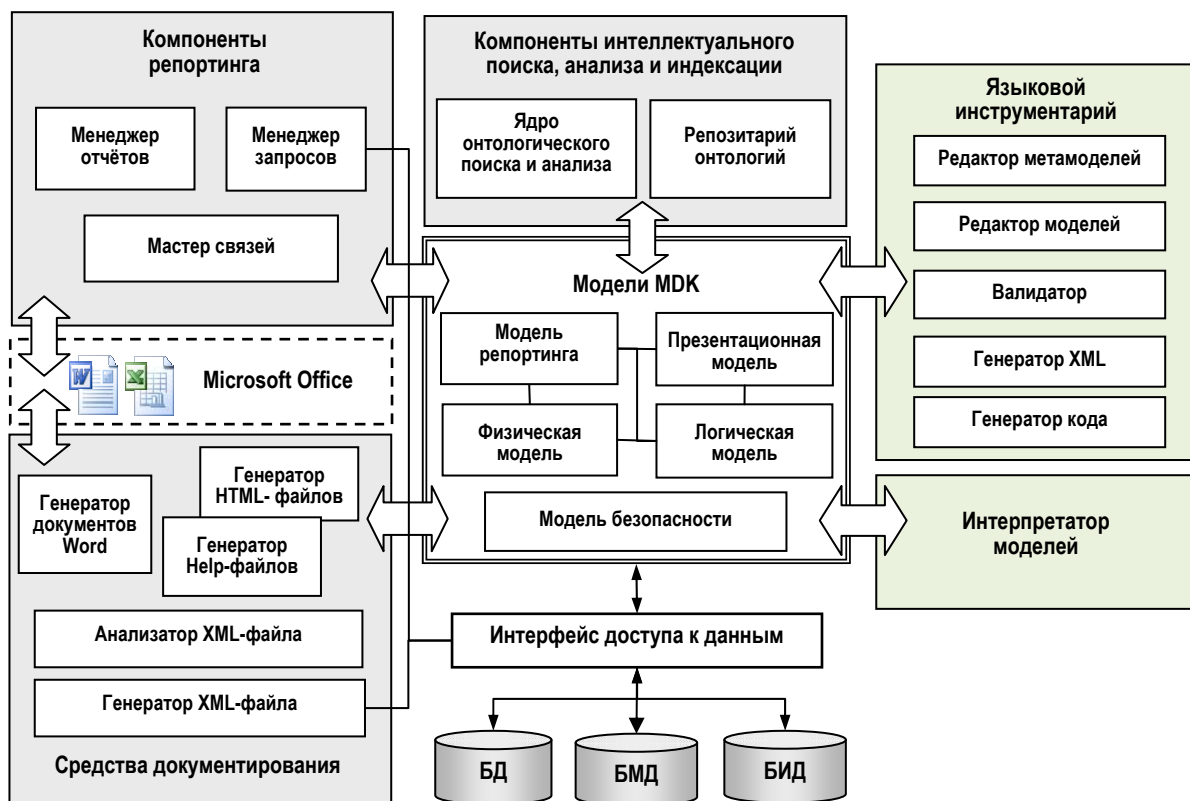 Компоненты
репортинга
Менеджер
отчётов
Менеджер
запросов
Мастер связей
Компоненты интеллектуального
поиска, анализа и индексации
Ядро
онтологического
поиска и анализа
Репозитарий
онтологий
Языковой
инструментарий
Редактор метамоделей
Редактор моделей
Валидатор
Генератор XML
Генератор кода
Модели MDK
Модель
репортинга
Презентационная
модель
Физическая
модель
Логическая
модель
Модель безопасности
W
X
Microsoft Office
Генератор
документов
Word
Генератор
HTML- файлов
Генератор
Help-файлов
Анализатор XML-файла
Генератор XML-файла
Средства документирования
Интерпретатор
моделей
Интерфейс доступа к данным
БД
БМД
БИД